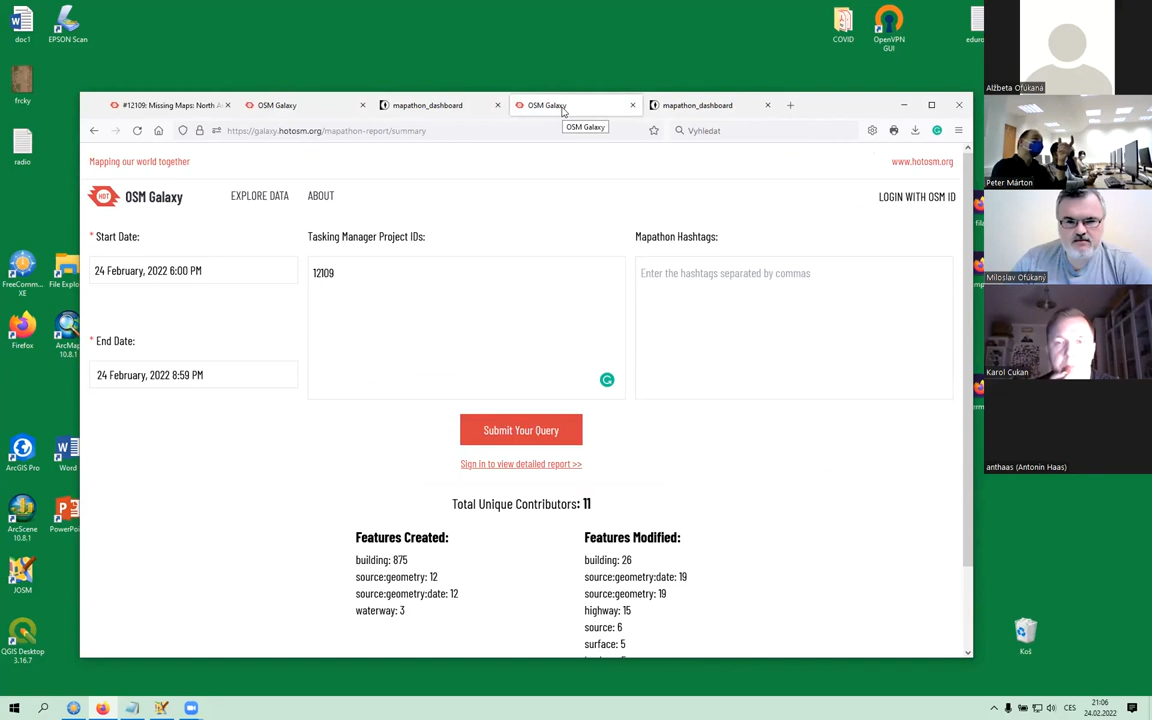 doc1
EPSON Scan
COVID
OpenVPN
GUI
frcky
radio
FreeComm...
XE
File Explo
Firefox
ArcMap
10.8.1
ArcGIS Pro
Word
ArcScene
10.8.1
PowerPo
JOSM
QGIS Desktop
3.16.7
Koš
#12109: Missing Maps: North A
OSM Galaxy
mapathon_dashboard
OSM Galaxy
mapathon_dashboard
OSM Galaxy
https://galaxy.hotosm.org/mapathon-report/summary
Vyhledat
Mapping our world together
www.hotosm.org
HOT
OSM Galaxy
EXPLORE DATA
ABOUT
LOGIN WITH OSM ID
* Start Date:
24 February, 2022 6:00 PM
* End Date:
24 February, 2022 8:59 PM
Tasking Manager Project IDs:
12109
Mapathon Hashtags:
Enter the hashtags separated by commas
Submit Your Query
Sign in to view detailed report >>
Total Unique Contributors: 11
Features Created:
building: 875
source:geometry: 12
source:geometry:date: 12
waterway: 3
Features Modified:
building: 26
source:geometry:date: 19
source:geometry: 19
highway: 15
source: 6
surface: 5
Alžbeta Ofúkaná
Peter Márton
Miloslav Ofúkaný
Karol Cukan
anthaas (Antonin Haas)
CES
21:06
24.02.2022